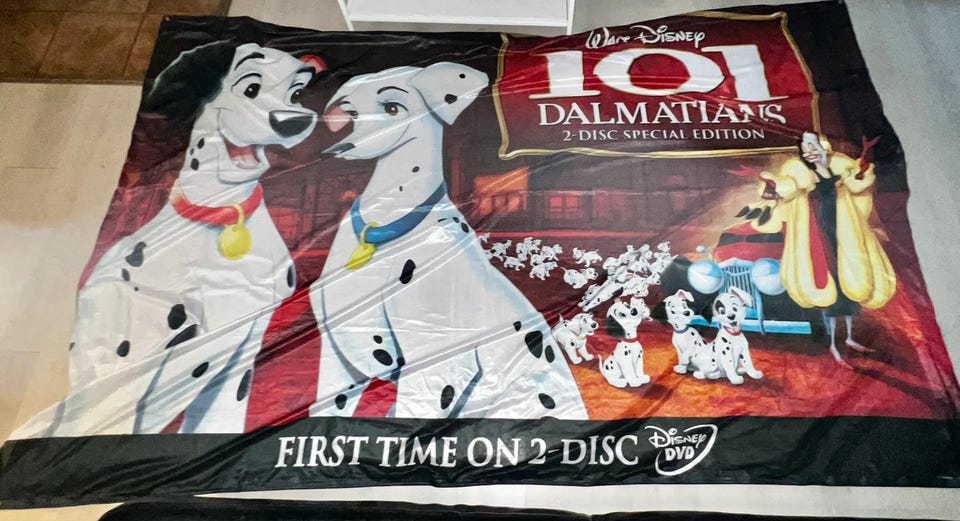 Walt Disney
101
DALMATIANS
2-DISC SPECIAL EDITION
FIRST TIME ON 2-DISC
Disney
DVD